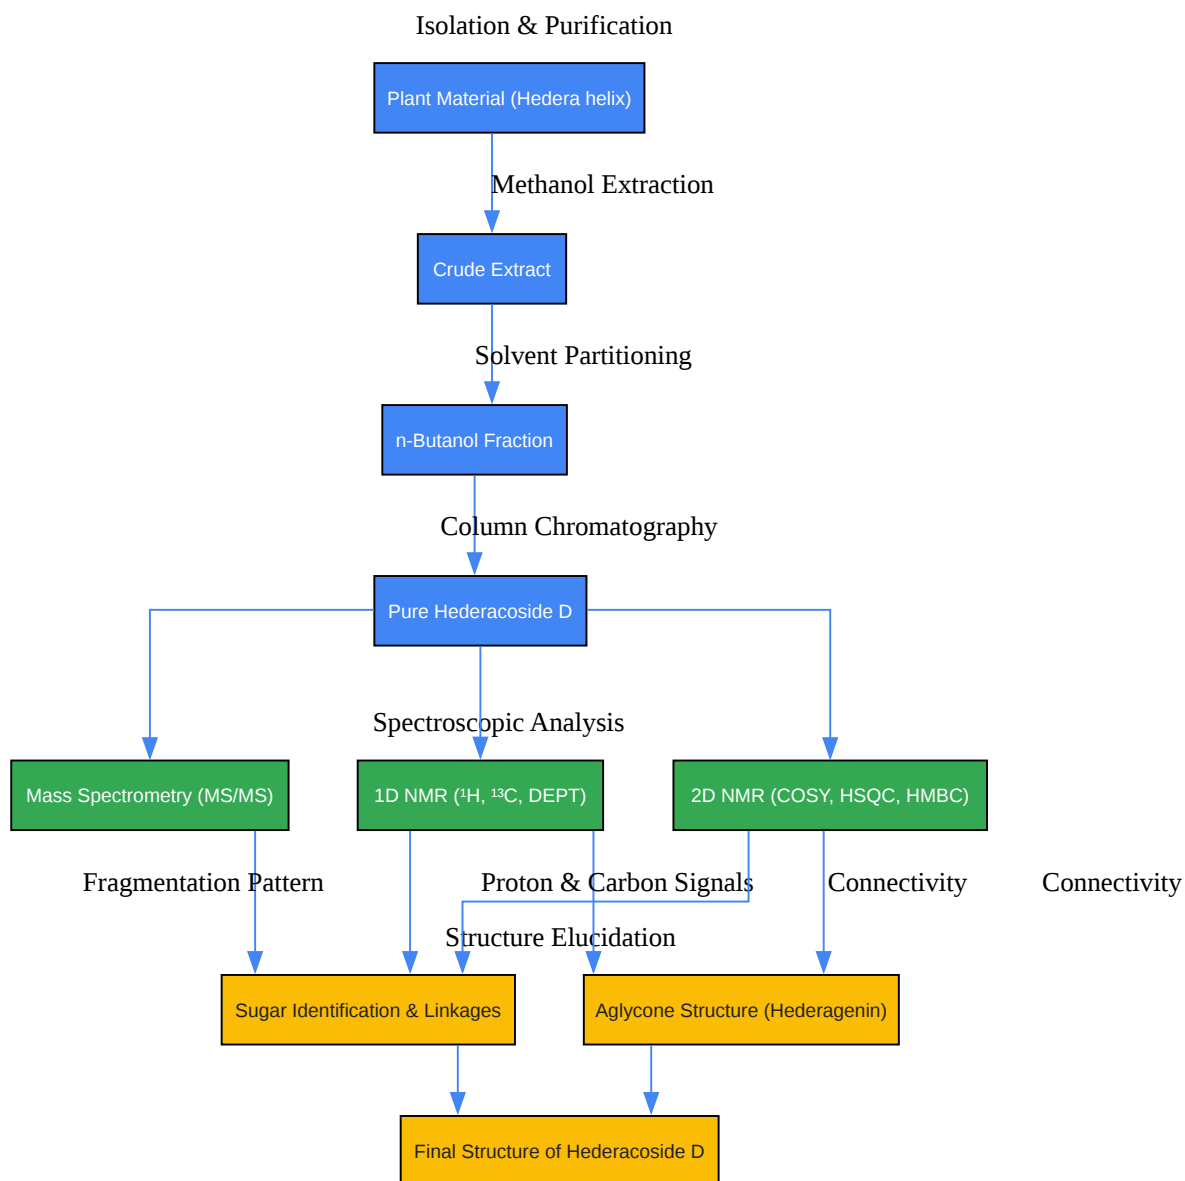 Isolation & Purification
Plant Material (Hedera helix)
Methanol Extraction
Crude Extract
Solvent Partitioning
n-Butanol Fraction
Column Chromatography
Pure Hederacoside D
Spectroscopic Analysis
Mass Spectrometry (MS/MS)
1D NMR (¹H, ¹³C, DEPT)
2D NMR (COSY, HSQC, HMBC)
Fragmentation Pattern
Proton & Carbon Signals
Connectivity
Connectivity
Structure Elucidation
Sugar Identification & Linkages
Aglycone Structure (Hederagenin)
Final Structure of Hederacoside D